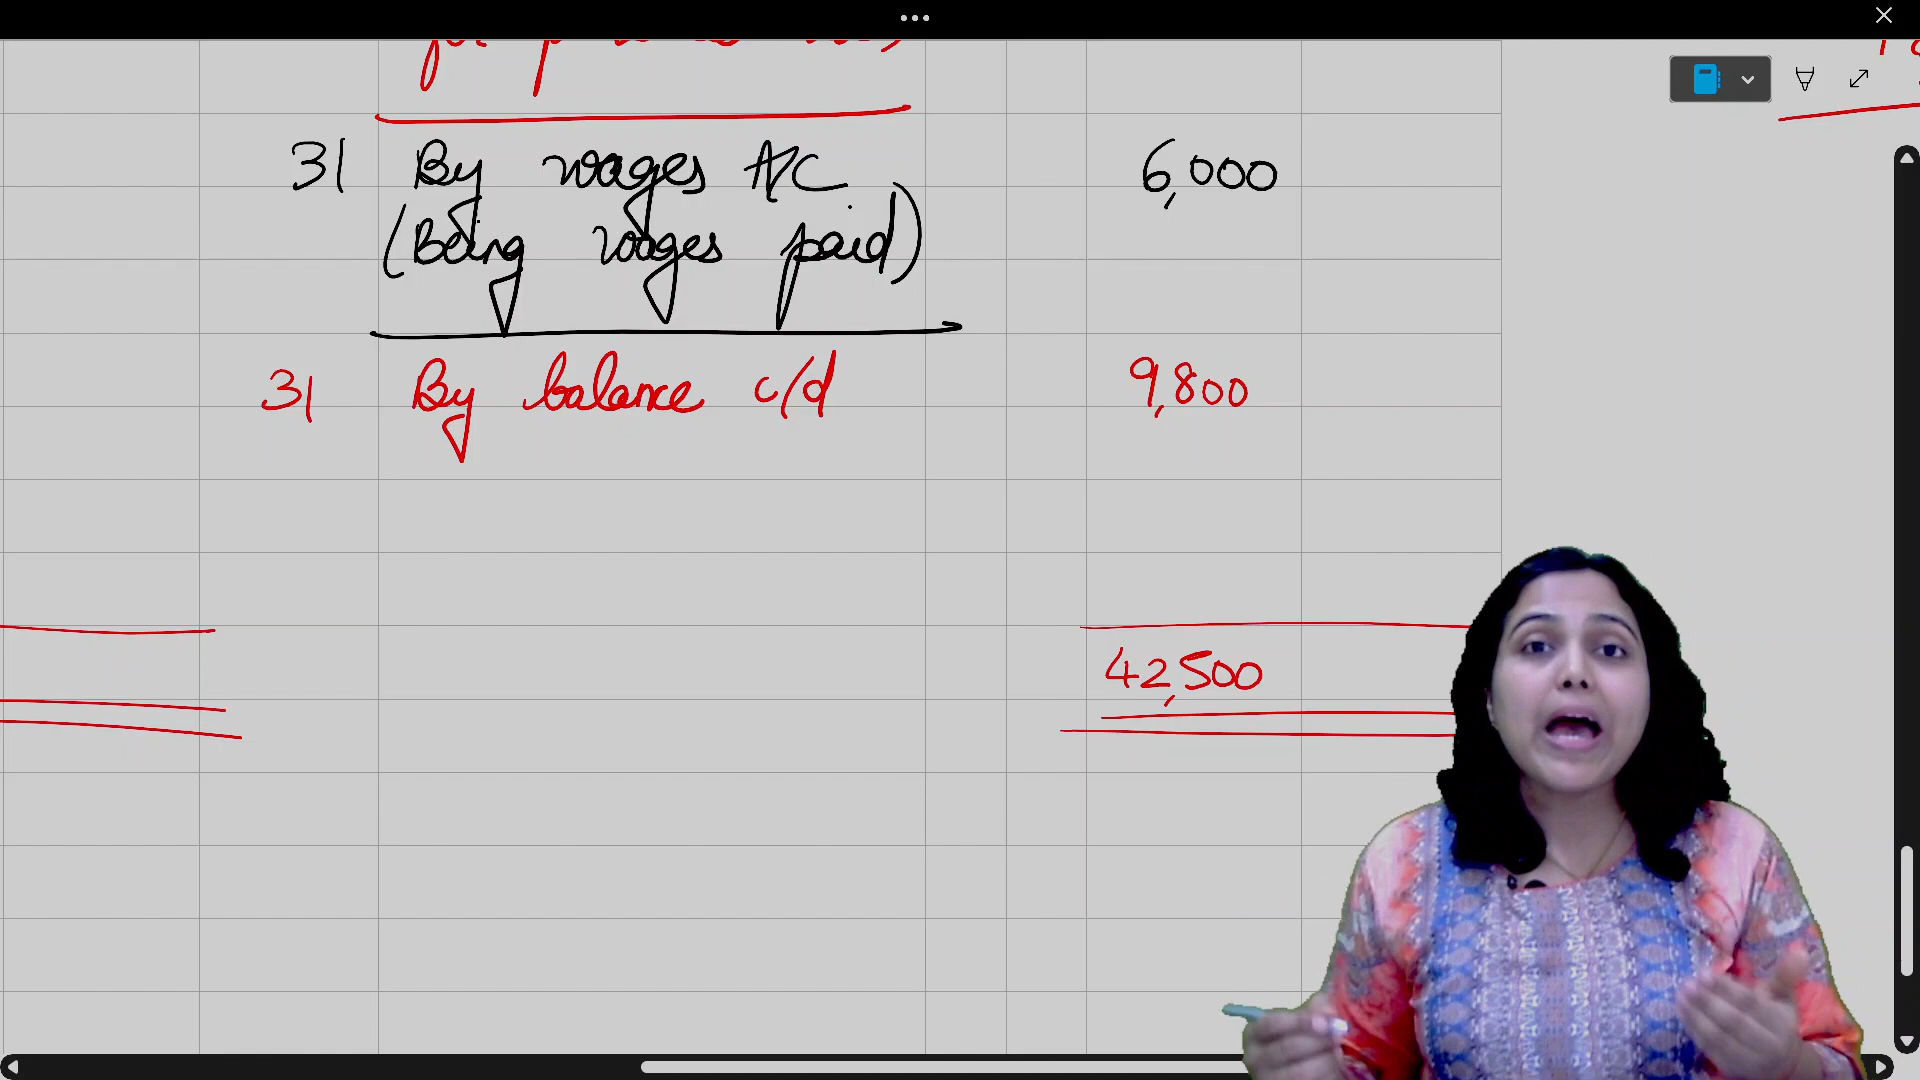 31 By wages A/C 6,000
(Being wages paid)
31 By balance c/d 9,800
42,500